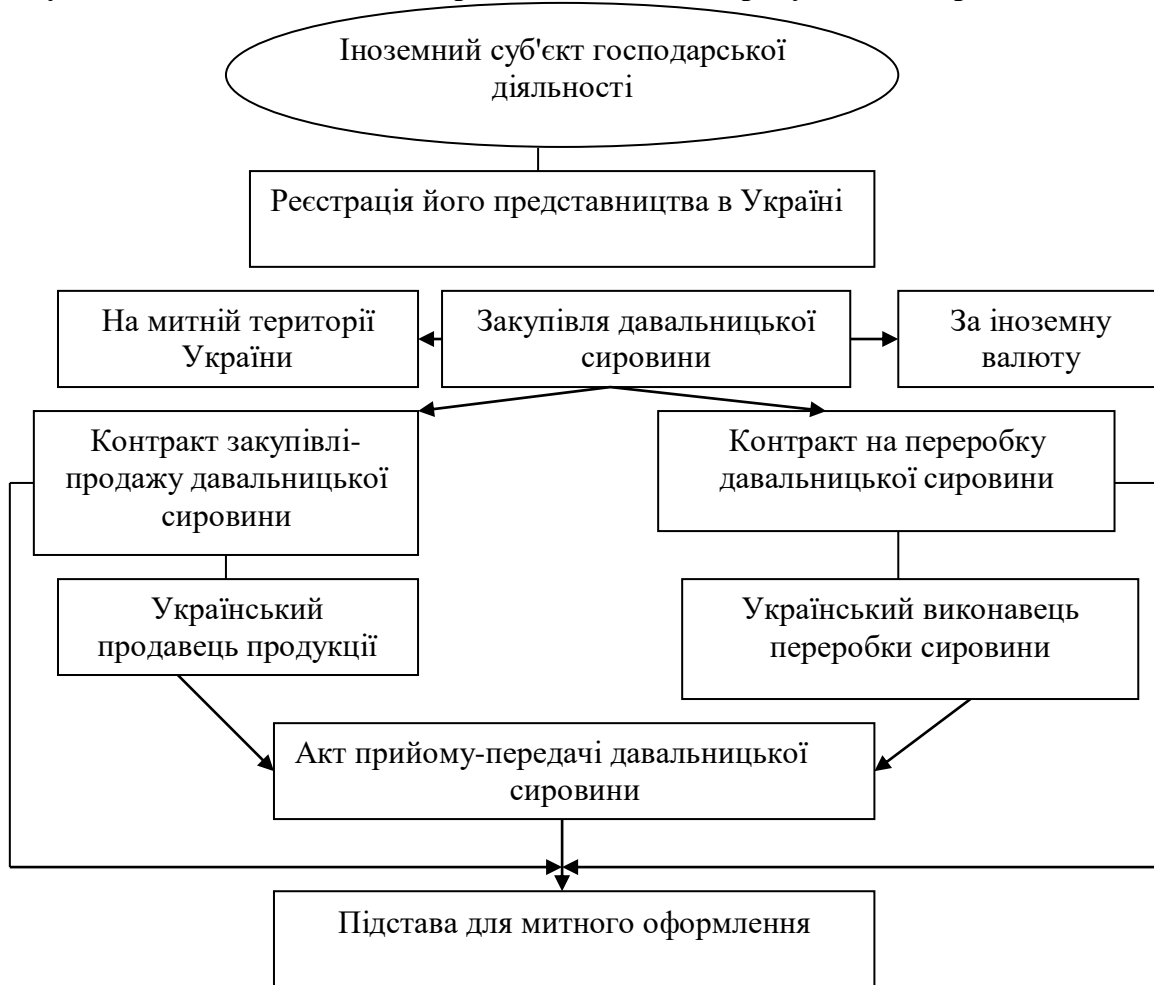 Іноземний суб'єкт господарської
діяльності
Реєстрація його представництва в Україні
На митній території
України
Закупівля давальницької
сировини
За іноземну
валюту
Контракт закупівлі-
продажу давальницької
сировини
Контракт на переробку
давальницької сировини
Український
продавець продукції
Український виконавець
переробки сировини
Акт прийому-передачі давальницької
сировини
Підстава для митного оформлення